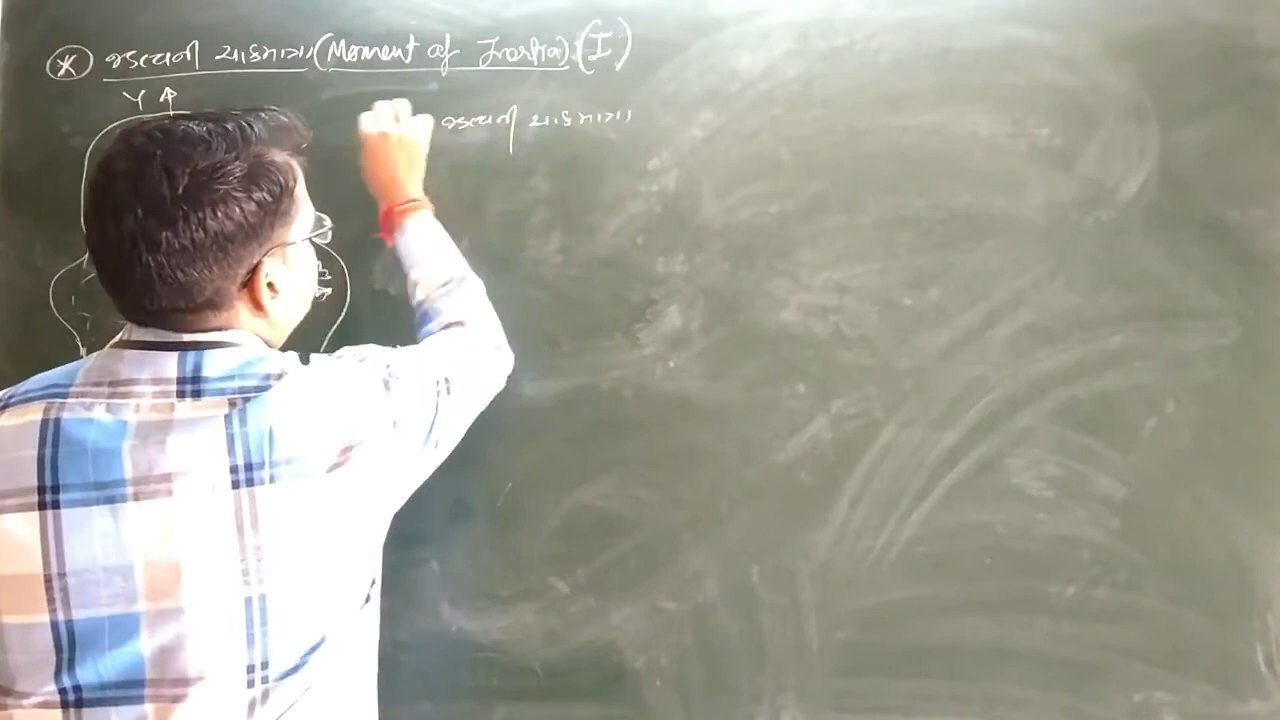 * જડત્વની ચાકમાત્રા (Moment of Inertia) (I)
Y
જડત્વની ચાકમાત્રા